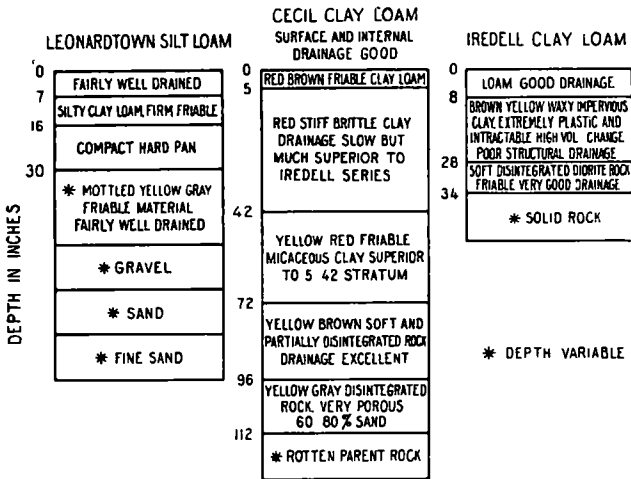 LEONARDTOWN SILT LOAM
0
FAIRLY WELL DRAINED
7
SILTY CLAY LOAM, FIRM, FRIABLE
16
COMPACT HARD PAN
30
* MOTTLED YELLOW GRAY
FRIABLE MATERIAL
FAIRLY WELL DRAINED
* GRAVEL
* SAND
* FINE SAND
DEPTH IN INCHES
CECIL CLAY LOAM
SURFACE AND INTERNAL
DRAINAGE GOOD
0
RED BROWN FRIABLE CLAY LOAM
5
RED STIFF BRITTLE CLAY
DRAINAGE SLOW BUT
MUCH SUPERIOR TO
IREDELL SERIES
42
YELLOW RED FRIABLE
MICACEOUS CLAY SUPERIOR
TO 5 42 STRATUM
72
YELLOW BROWN SOFT AND
PARTIALLY DISINTEGRATED ROCK
DRAINAGE EXCELLENT
96
YELLOW GRAY DISINTEGRATED
ROCK, VERY POROUS
60 80 % SAND
112
* ROTTEN PARENT ROCK
IREDELL CLAY LOAM
0
LOAM GOOD DRAINAGE
8
BROWN YELLOW WAXY IMPERVIOUS
CLAY, EXTREMELY PLASTIC AND
INTRACTABLE HIGH VOL CHANGE
POOR STRUCTURAL DRAINAGE
28
SOFT DISINTEGRATED DIORITE ROCK
FRIABLE VERY GOOD DRAINAGE
34
* SOLID ROCK
* DEPTH VARIABLE